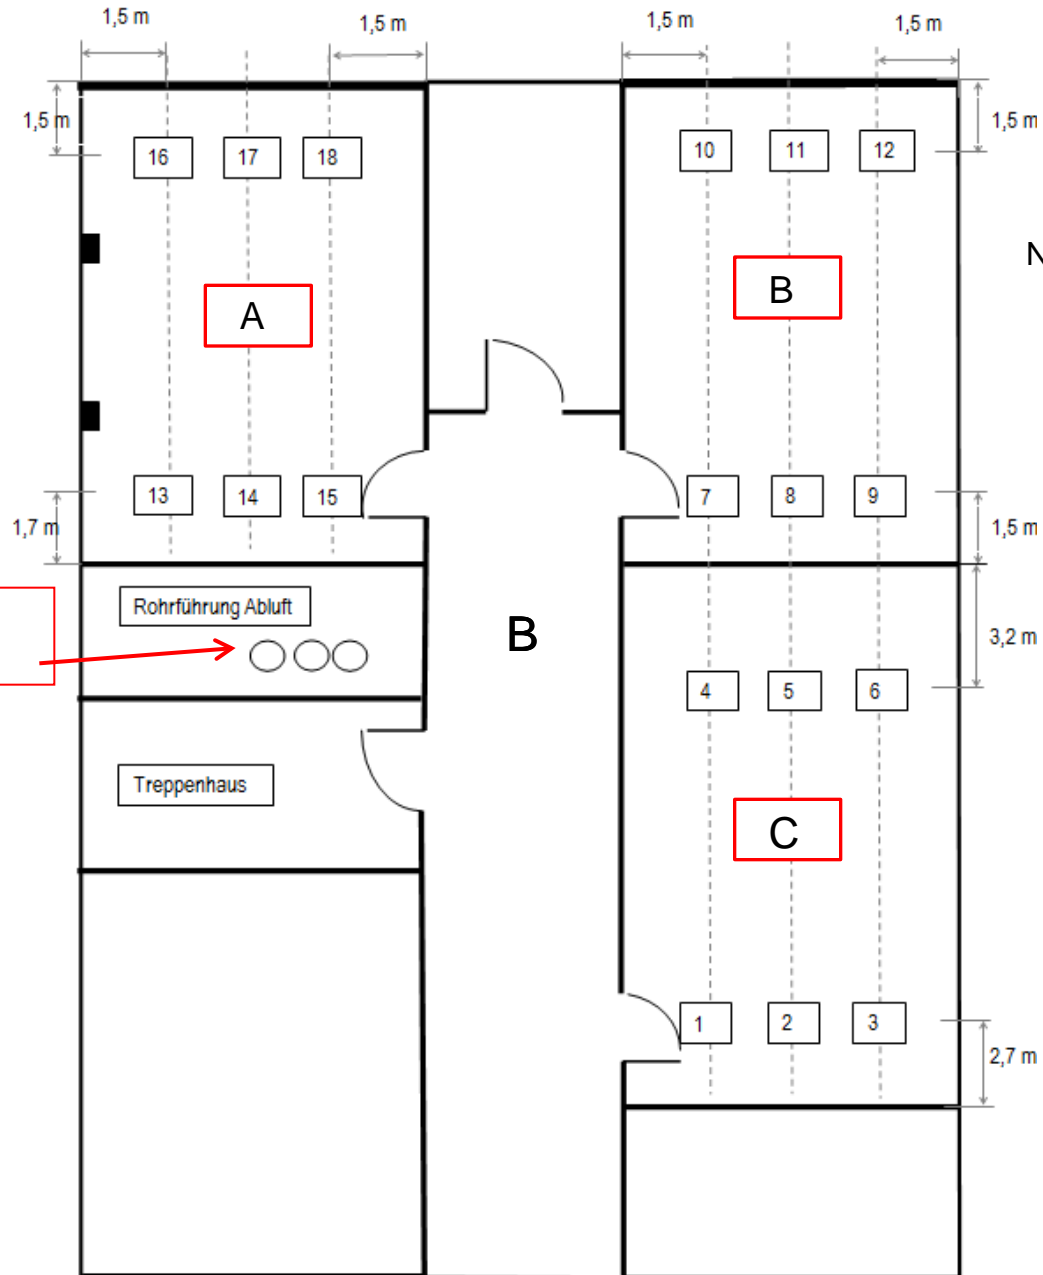 1,5 m 1,5 m 1,5 m 1,5 m
1,5 m 1,5 m
16 17 18 10 11 12
N
A B
13 14 15 7 8 9
1,7 m 1,5 m
Rohrführung Abluft
B 3,2 m
4 5 6
Treppenhaus
C
1 2 3
2,7 m